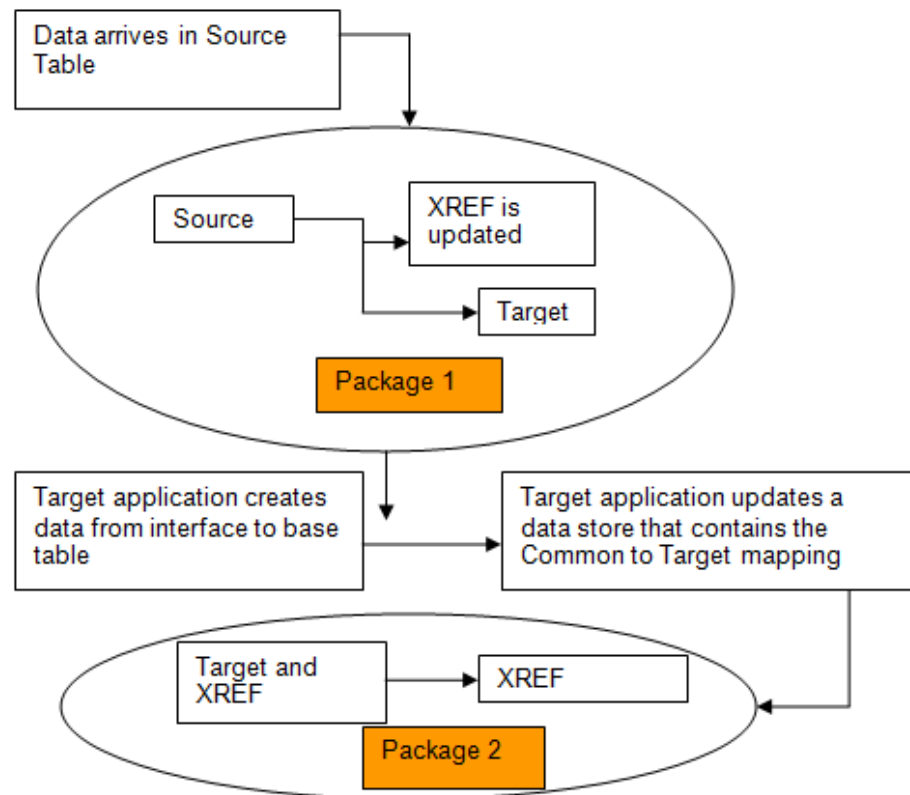 Data arrives in Source
Table
Source
XREF is
updated
Target
Package 1
Target application creates
data from interface to base
table
Target application updates a
data store that contains the
Common to Target mapping
Target and
XREF
XREF
Package 2